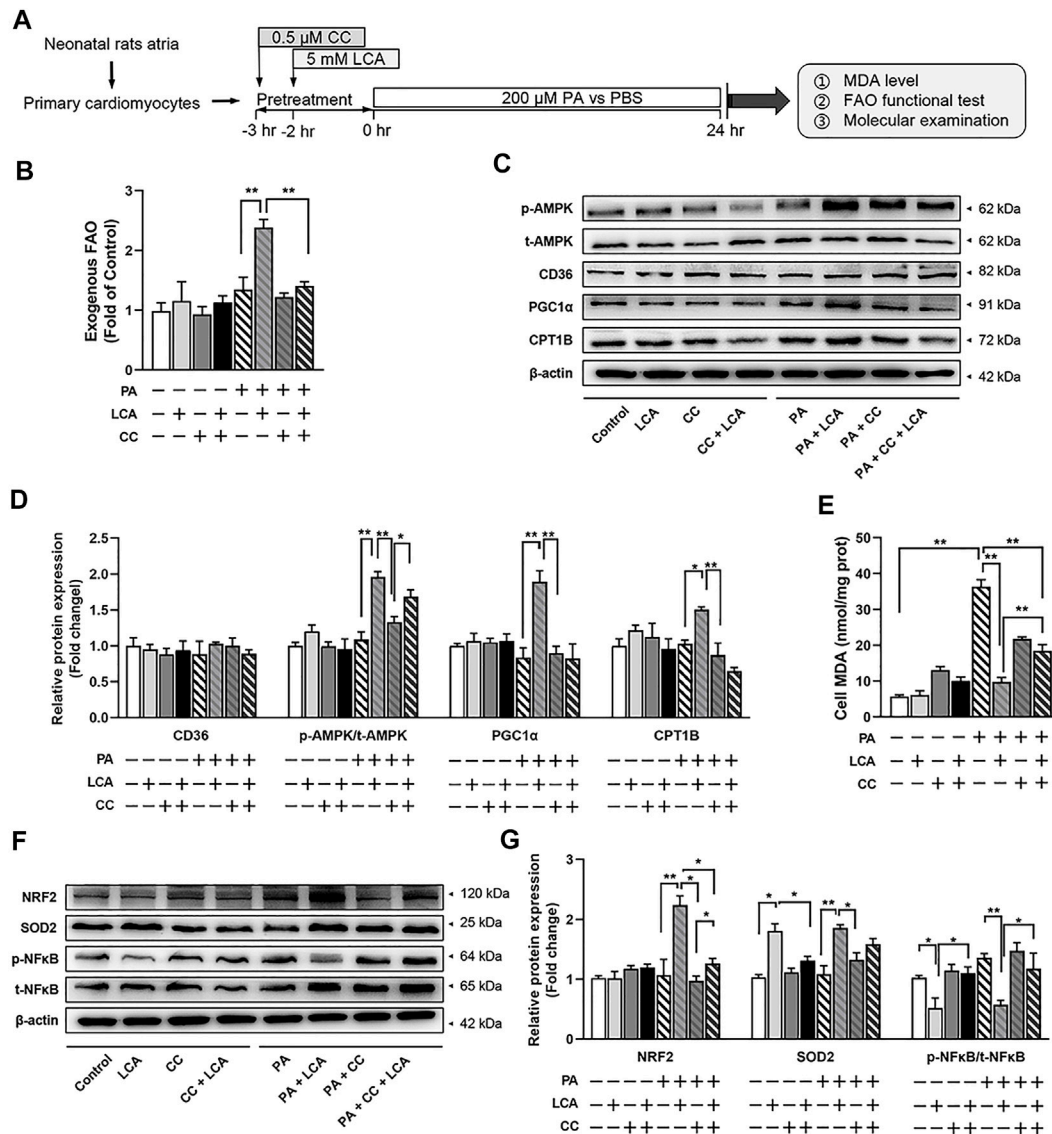 A
Neonatal rats atria
Primary cardiomyocytes
0.5 µM CC
5 mM LCA
Pretreatment
-3 hr
-2 hr
0 hr
200 µM PA vs PBS
24 hr
① MDA level
② FAO functional test
③ Molecular examination
B
Exogenous FAO
(Fold of Control)
3
2
1
0
** **
PA − − − − + + + +
LCA − + − + − + − +
CC − − + + − − + +
C
p-AMPK 62 kDa
t-AMPK 62 kDa
CD36 82 kDa
PGC1α 91 kDa
CPT1B 72 kDa
β-actin 42 kDa
Control LCA CC CC + LCA PA PA + LCA PA + CC PA + CC + LCA
D
Relative protein expression
(Fold changel)
2.5
2.0
1.5
1.0
0.5
0.0
** ** *
** **
* **
CD36 p-AMPK/t-AMPK PGC1α CPT1B
PA − − − − + + + + − − − − + + + + − − − − + + + + − − − − + + + +
LCA − + − + − + − + − + − + − + − + − + − + − + − + − + − + − + − +
CC − − + + − − + + − − + + − − + + − − + + − − + + − − + + − − + +
E
Cell MDA (nmol/mg prot)
50
40
30
20
10
0
** **
**
**
PA − − − − + + + +
LCA − + − + − + − +
CC − − + + − − + +
F
NRF2 120 kDa
SOD2 25 kDa
p-NFκB 64 kDa
t-NFκB 65 kDa
β-actin 42 kDa
Control LCA CC CC + LCA PA PA + LCA PA + CC PA + CC + LCA
G
Relative protein expression
(Fold change)
3
2
1
0
*
** *
*
* * ** *
* * ** *
NRF2 SOD2 p-NFκB/t-NFκB
PA − − − − + + + + − − − − + + + + − − − − + + + +
LCA − + − + − + − + − + − + − + − + − + − + − + − +
CC − − + + − − + + − − + + − − + + − − + + − − + +